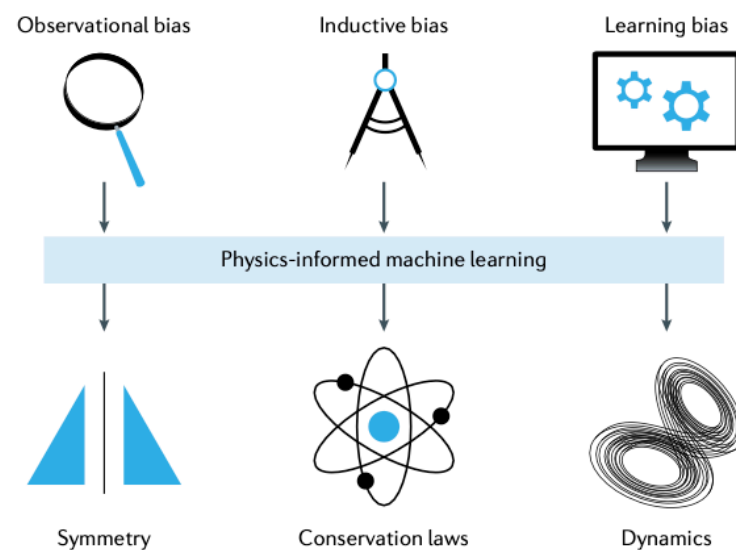 Observational bias
Inductive bias
Learning bias
Physics-informed machine learning
Symmetry
Conservation laws
Dynamics